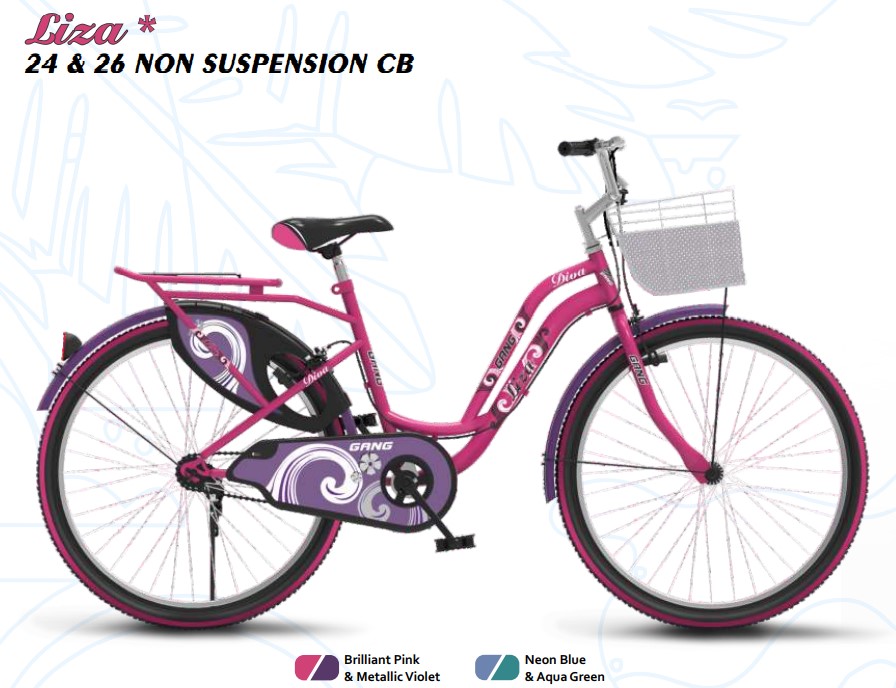 Liza *
24 & 26 NON SUSPENSION CB
Diva
GANG
Liza
GANG
GANG
Diva
GANG
Brilliant Pink
& Metallic Violet
Neon Blue
& Aqua Green